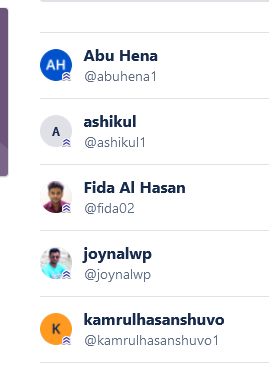 AH
Abu Hena
@abuhena1
A
ashikul
@ashikul1
Fida Al Hasan
@fida02
joynalwp
@joynalwp
K
kamrulhasanshuvo
@kamrulhasanshuvo1